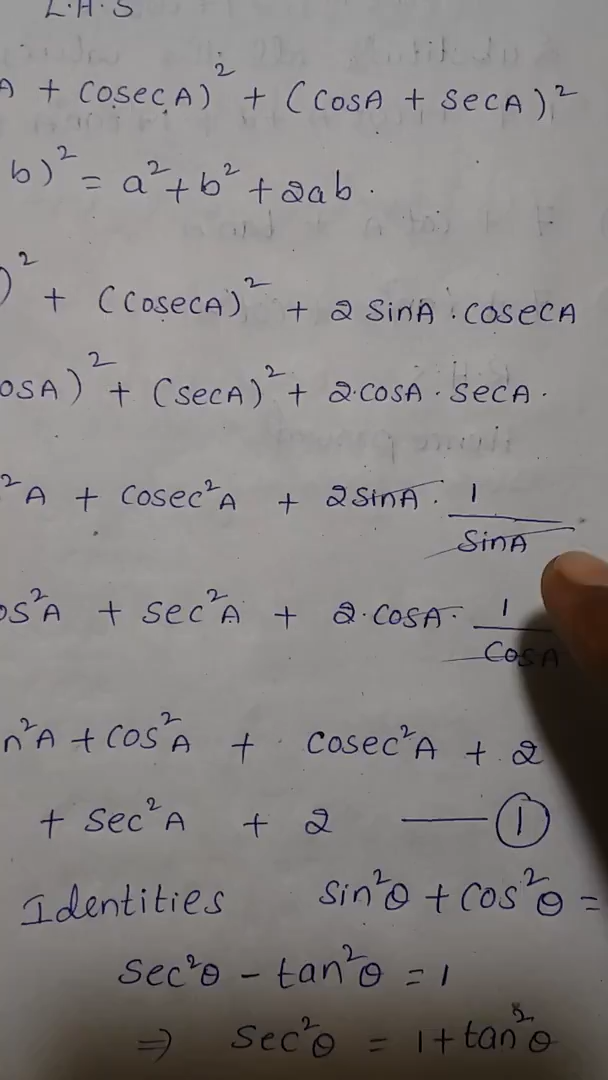 L.H.S
A + cosecA)² + (cosA + secA)²
b)² = a² + b² + 2ab.
)² + (cosecA)² + 2 sinA . cosecA
osA)² + (secA)² + 2.cosA . secA.
²A + cosec²A + 2sinA . 1/sinA
os²A + sec²A + 2.cosA . 1/cosA
n²A + cos²A + cosec²A + 2
+ sec²A + 2 —— ①
Identities sin²θ + cos²θ =
sec²θ - tan²θ = 1
⇒ sec²θ = 1 + tan²θ